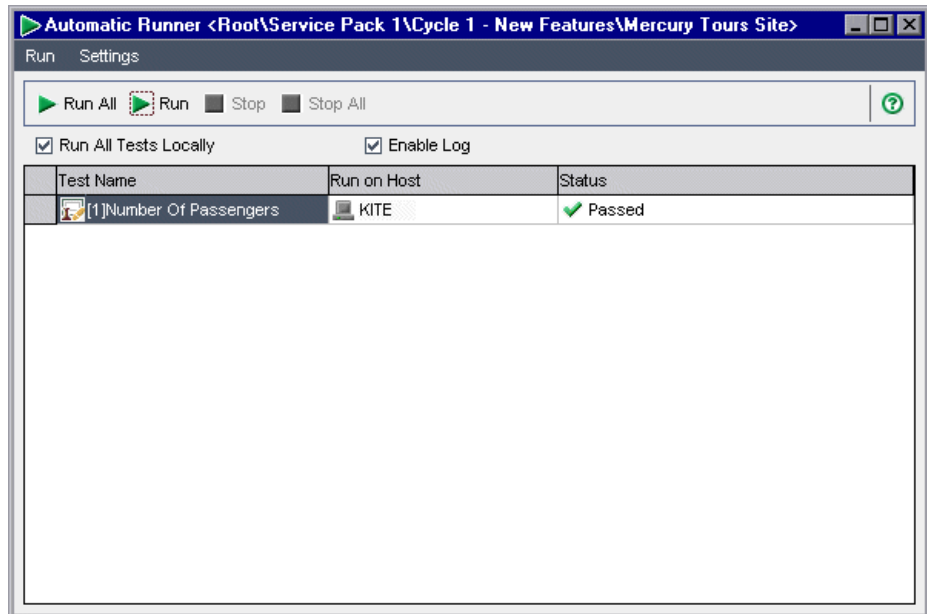 Automatic Runner <Root\Service Pack 1\Cycle 1 - New Features\Mercury Tours Site>
Run Settings
Run All Run Stop Stop All
Run All Tests Locally Enable Log
Test Name Run on Host Status
[1]Number Of Passengers KITE Passed